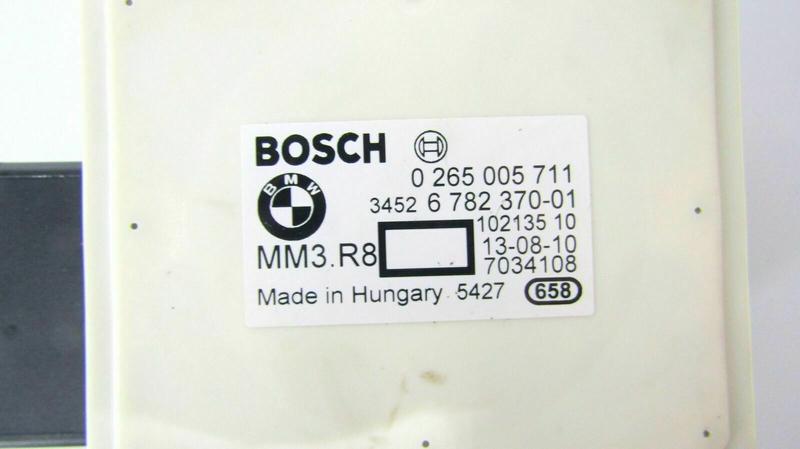 BOSCH
0 265 005 711
BMW
3452 6 782 370-01
102135 10
MM3.R8
13-08-10
7034108
Made in Hungary 5427 658